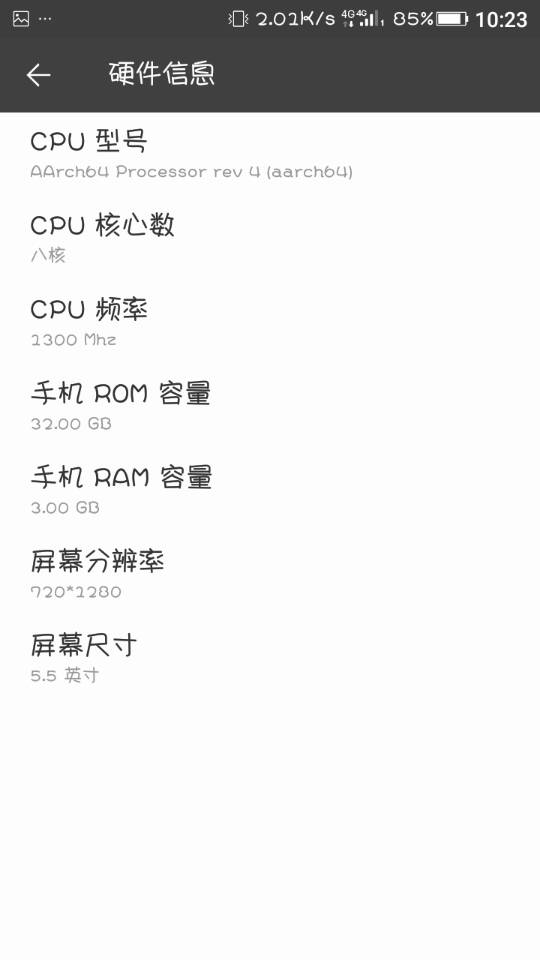 2.01K/s 4G 4G 85% 10:23
硬件信息
CPU 型号
AArch64 Processor rev 4 (aarch64)
CPU 核心数
八核
CPU 频率
1300 Mhz
手机 ROM 容量
32.00 GB
手机 RAM 容量
3.00 GB
屏幕分辨率
720*1280
屏幕尺寸
5.5 英寸